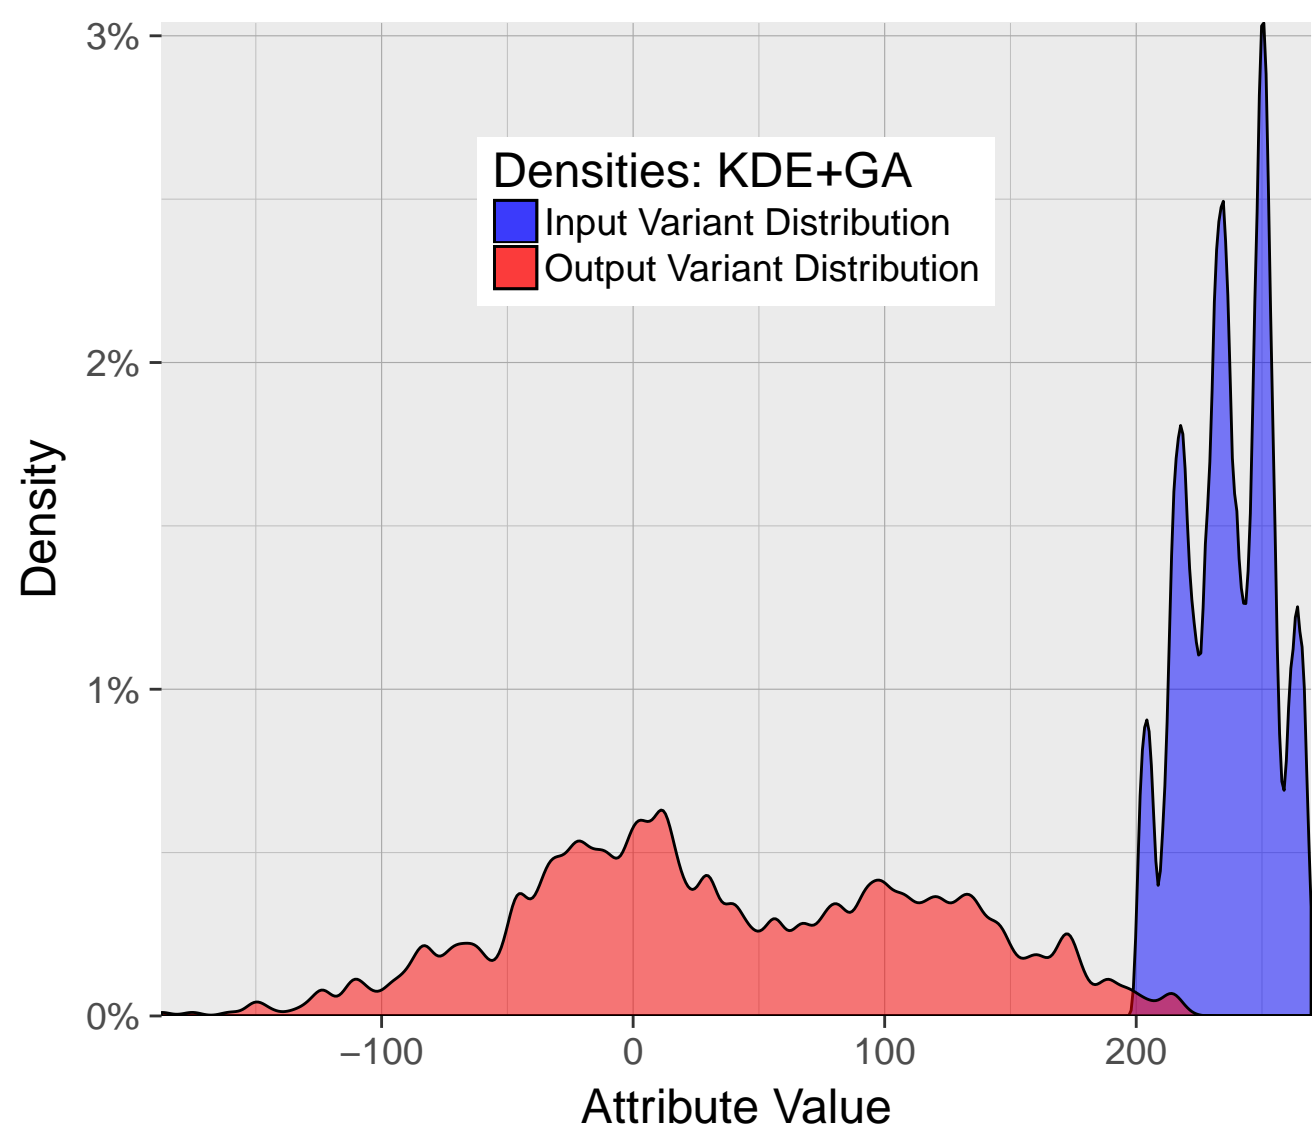 3%
Densities: KDE+GA
Input Variant Distribution
Output Variant Distribution
2%
Density
1%
0%
−100 0 100 200
Attribute Value